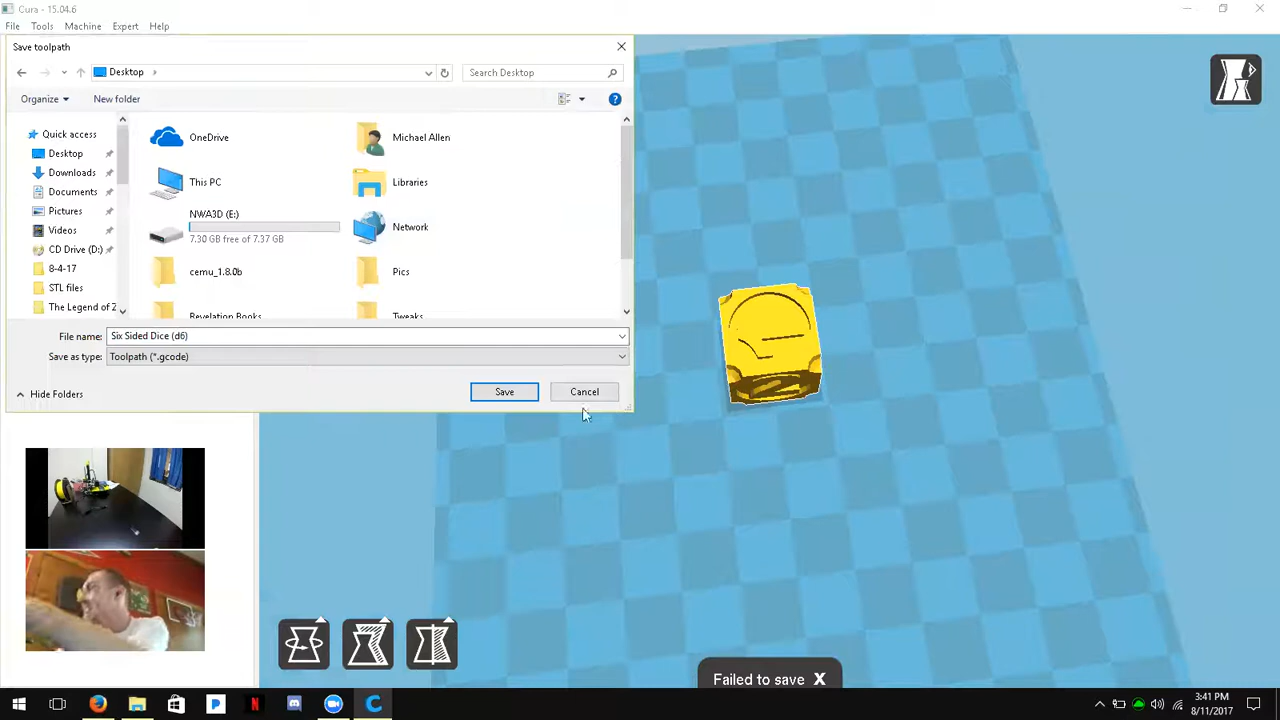 Cura - 15.04.6
File Tools Machine Expert Help
Save toolpath
Desktop
Search Desktop
Organize New folder
Quick access
Desktop
Downloads
Documents
Pictures
Videos
CD Drive (D:)
8-4-17
STL files
The Legend of Z
OneDrive
Michael Allen
This PC
Libraries
NWA3D (E:)
7.30 GB free of 7.37 GB
Network
cemu_1.8.0b
Pics
Revelation Books
Tweaks
File name: Six Sided Dice (d6)
Save as type: Toolpath (*.gcode)
Hide Folders
Save
Cancel
Failed to save X
3:41 PM
8/11/2017